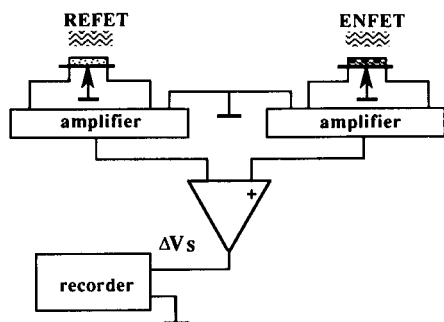 REFET
ENFET
amplifier
amplifier
+
ΔVs
recorder